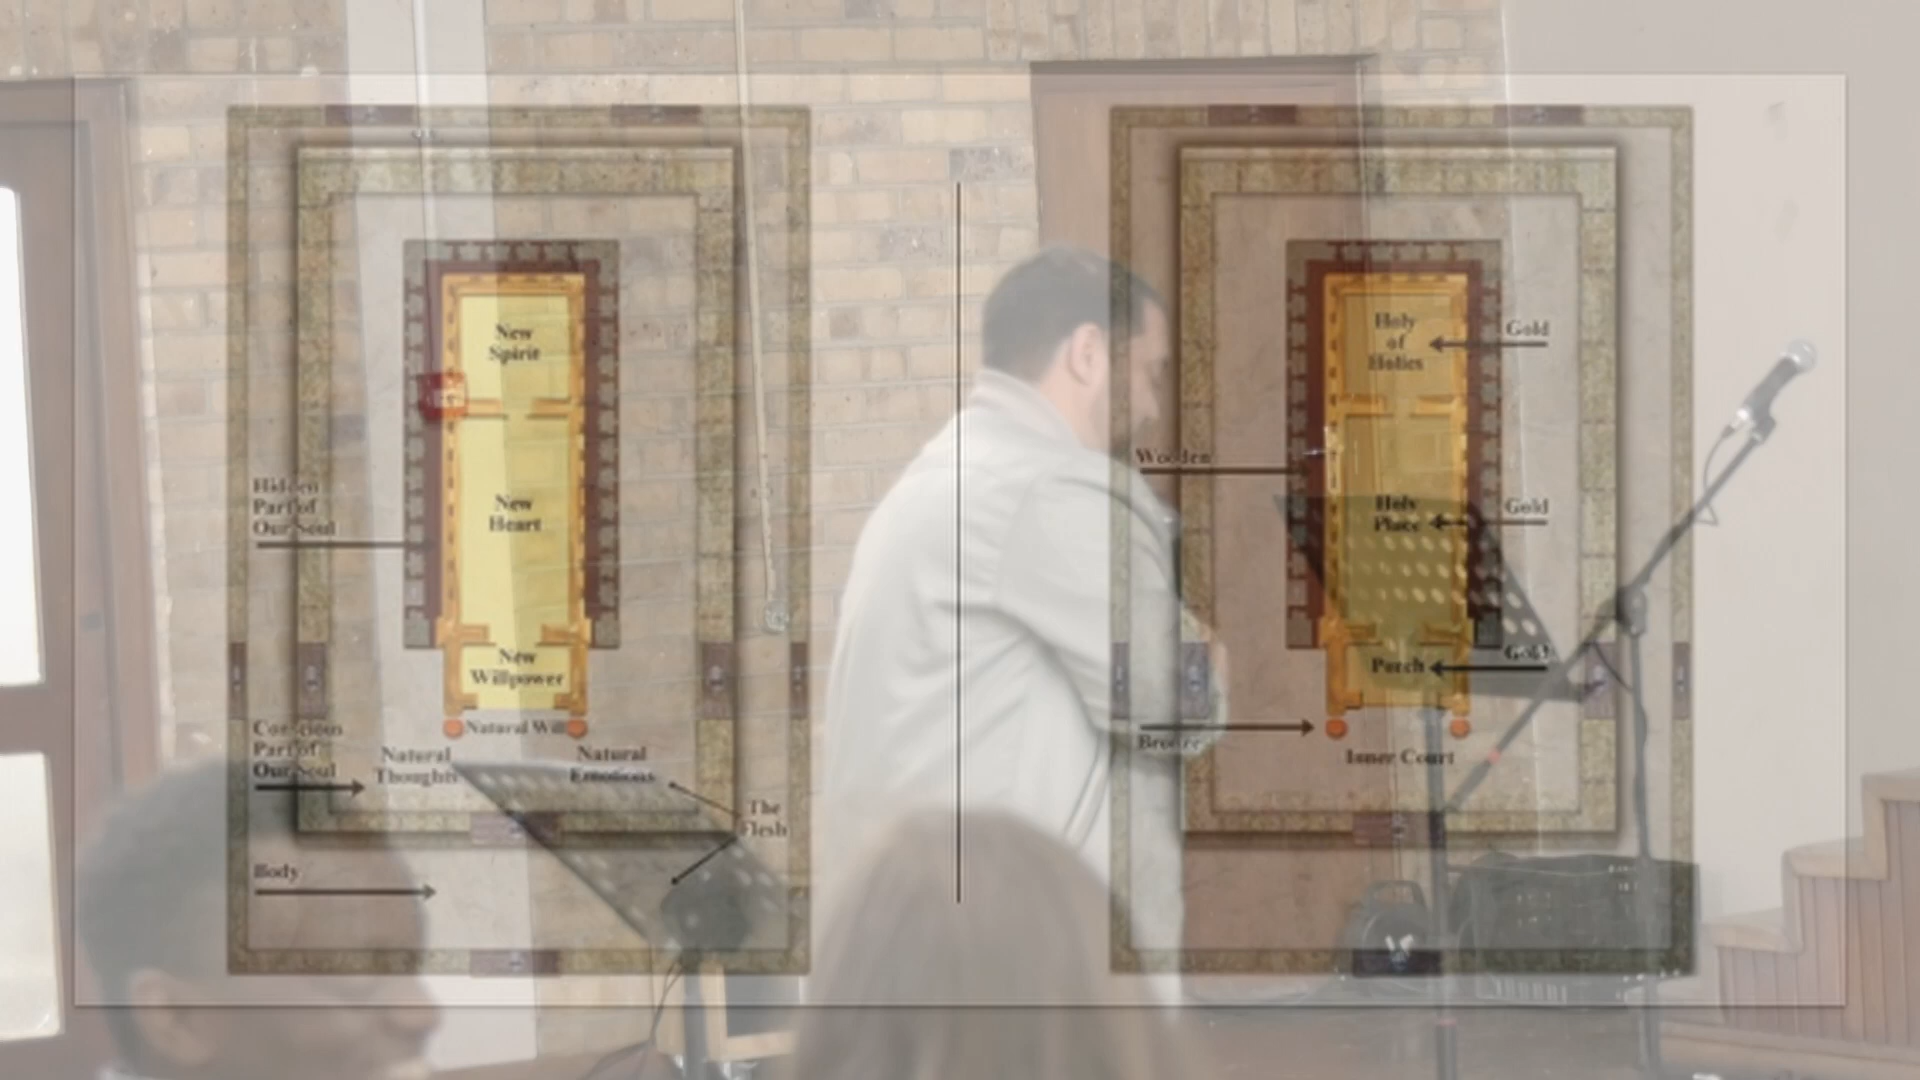 New
Spirit
Hidden
Part of
Our Soul
New
Heart
New
Willpower
Natural Will
Conscious
Part of
Our Soul
Natural
Thoughts
Natural
Emotions
The
Flesh
Body
Holy
of
Holies
Gold
Wooden
Holy
Place
Gold
Porch
Gold
Bronze
Inner Court